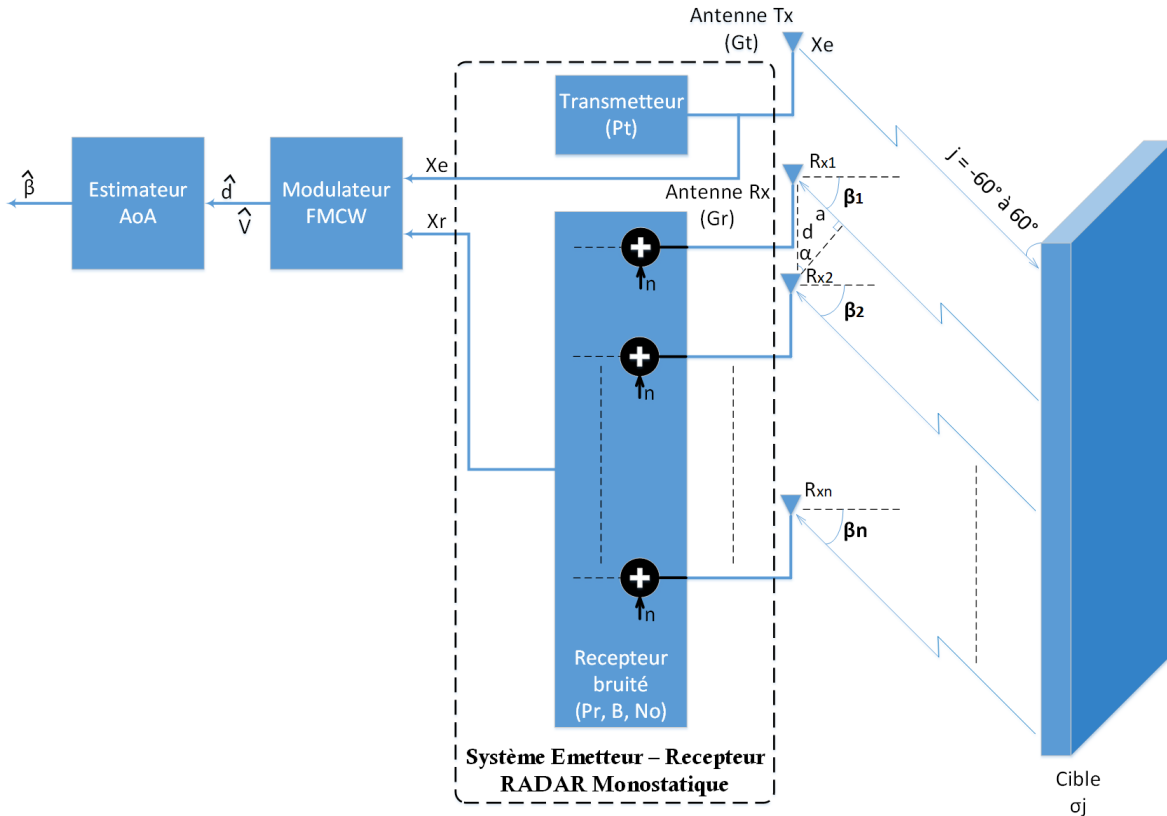 Antenne Tx
(Gt)
Xe
Transmetteur
(Pt)
Estimateur
AoA
Modulateur
FMCW
β̂
d̂
V̂
Xe
Xr
Antenne Rx
(Gr)
Rx1
β1
j = -60° à 60°
d
a
α
Rx2
β2
n
n
Rxn
βn
n
Recepteur
bruité
(Pr, B, No)
Système Emetteur – Recepteur
RADAR Monostatique
Cible
σj